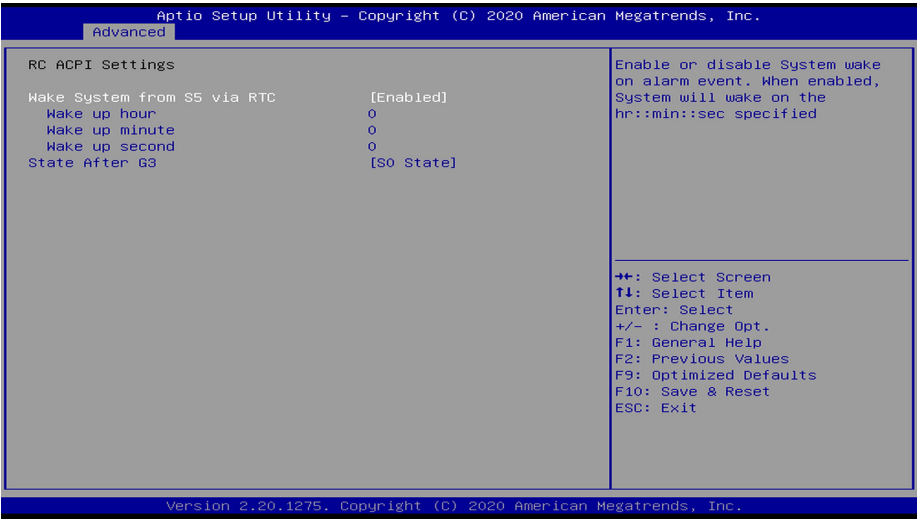 Aptio Setup Utility – Copyright (C) 2020 American Megatrends, Inc.
Advanced
RC ACPI Settings
Wake System from S5 via RTC [Enabled]
Wake up hour 0
Wake up minute 0
Wake up second 0
State After G3 [S0 State]
Enable or disable System wake
on alarm event. When enabled,
System will wake on the
hr::min::sec specified
→←: Select Screen
↑↓: Select Item
Enter: Select
+/– : Change Opt.
F1: General Help
F2: Previous Values
F9: Optimized Defaults
F10: Save & Reset
ESC: Exit
Version 2.20.1275. Copyright (C) 2020 American Megatrends, Inc.